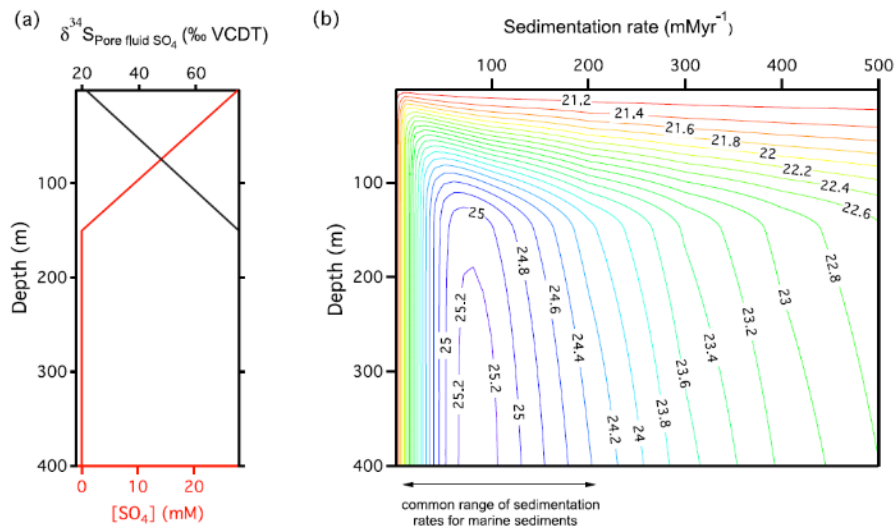 (a)
δ³⁴S Pore fluid SO₄ (‰ VCDT)
20 40 60
Depth (m)
100
200
300
400
0 10 20
[SO₄] (mM)
(b)
Sedimentation rate (mMyr⁻¹)
100 200 300 400 500
Depth (m)
100
200
300
400
21.2
21.4
21.6
21.8
22
22.2
22.4
22.6
22.8
23
23.2
23.4
23.6
23.8
24
24.2
24.4
24.6
24.8
25
25.2
25
25.2
25.2
25
common range of sedimentation
rates for marine sediments